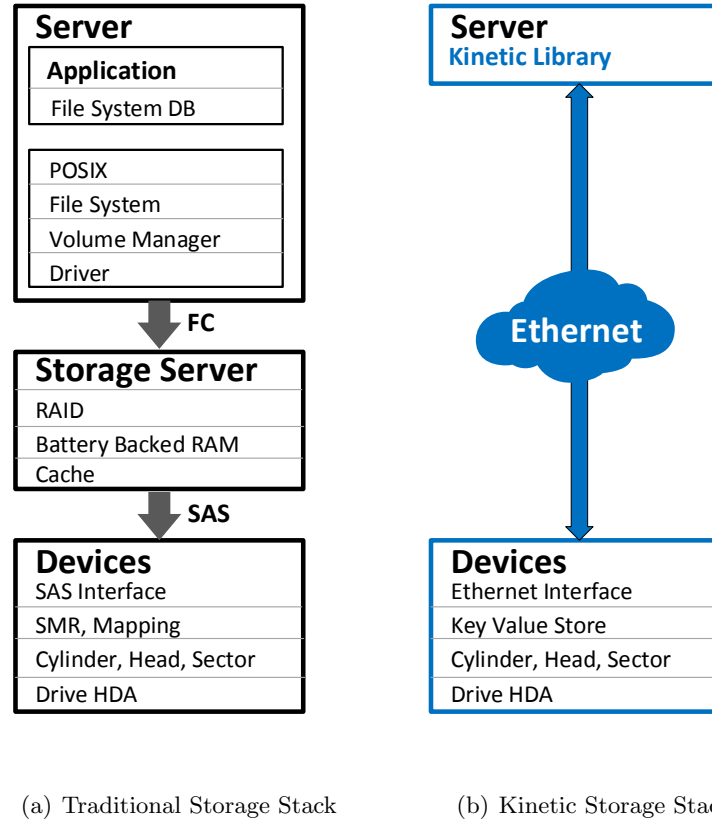 Server
Application
File System DB
POSIX
File System
Volume Manager
Driver
FC
Storage Server
RAID
Battery Backed RAM
Cache
SAS
Devices
SAS Interface
SMR, Mapping
Cylinder, Head, Sector
Drive HDA
(a) Traditional Storage Stack
Server
Kinetic Library
Ethernet
Devices
Ethernet Interface
Key Value Store
Cylinder, Head, Sector
Drive HDA
(b) Kinetic Storage